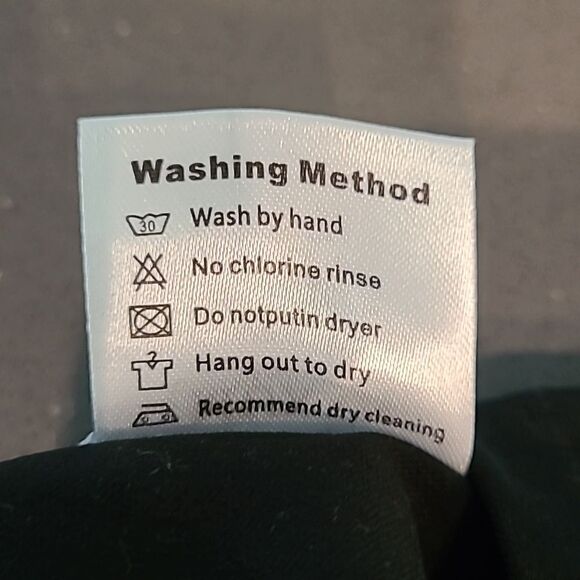 Washing Method
30 Wash by hand
No chlorine rinse
Do notputin dryer
Hang out to dry
Recommend dry cleaning